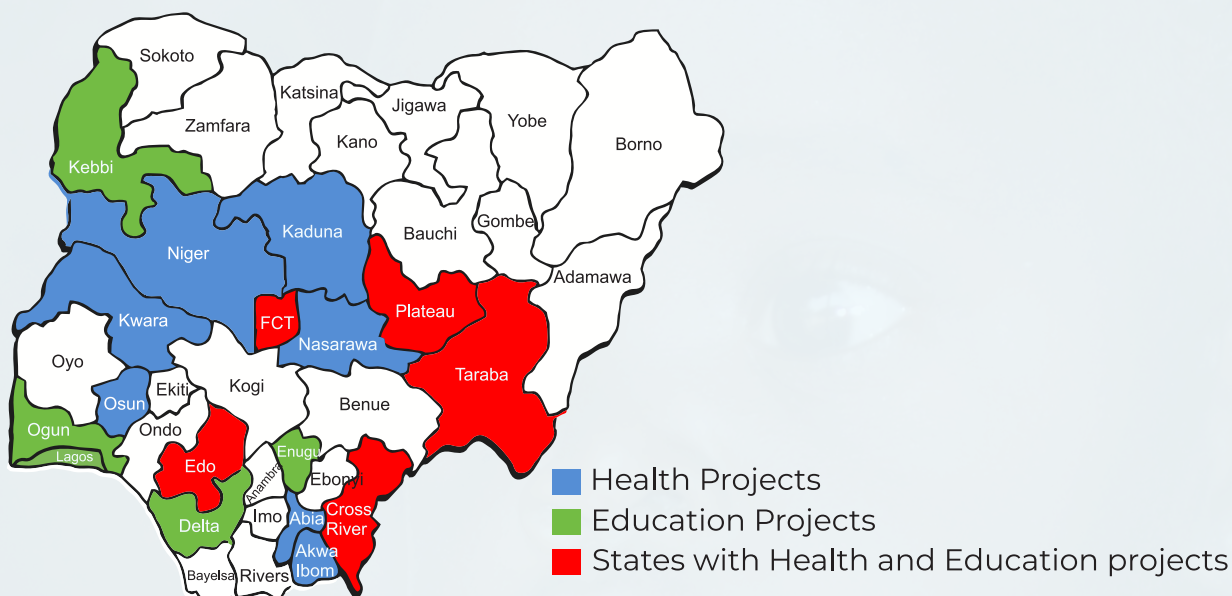 Sokoto
Katsina
Jigawa
Yobe
Zamfara
Kano
Borno
Kebbi
Gombe
Kaduna
Bauchi
Niger
Adamawa
Plateau
FCT
Kwara
Nasarawa
Oyo
Taraba
Kogi
Ekiti
Benue
Osun
Ogun
Ondo
Enugu
Lagos
Edo
Anambra
Ebonyi
Health Projects
Cross
River
Imo
Abia
Delta
Education Projects
Akwa
Ibom
Bayelsa
Rivers
States with Health and Education projects